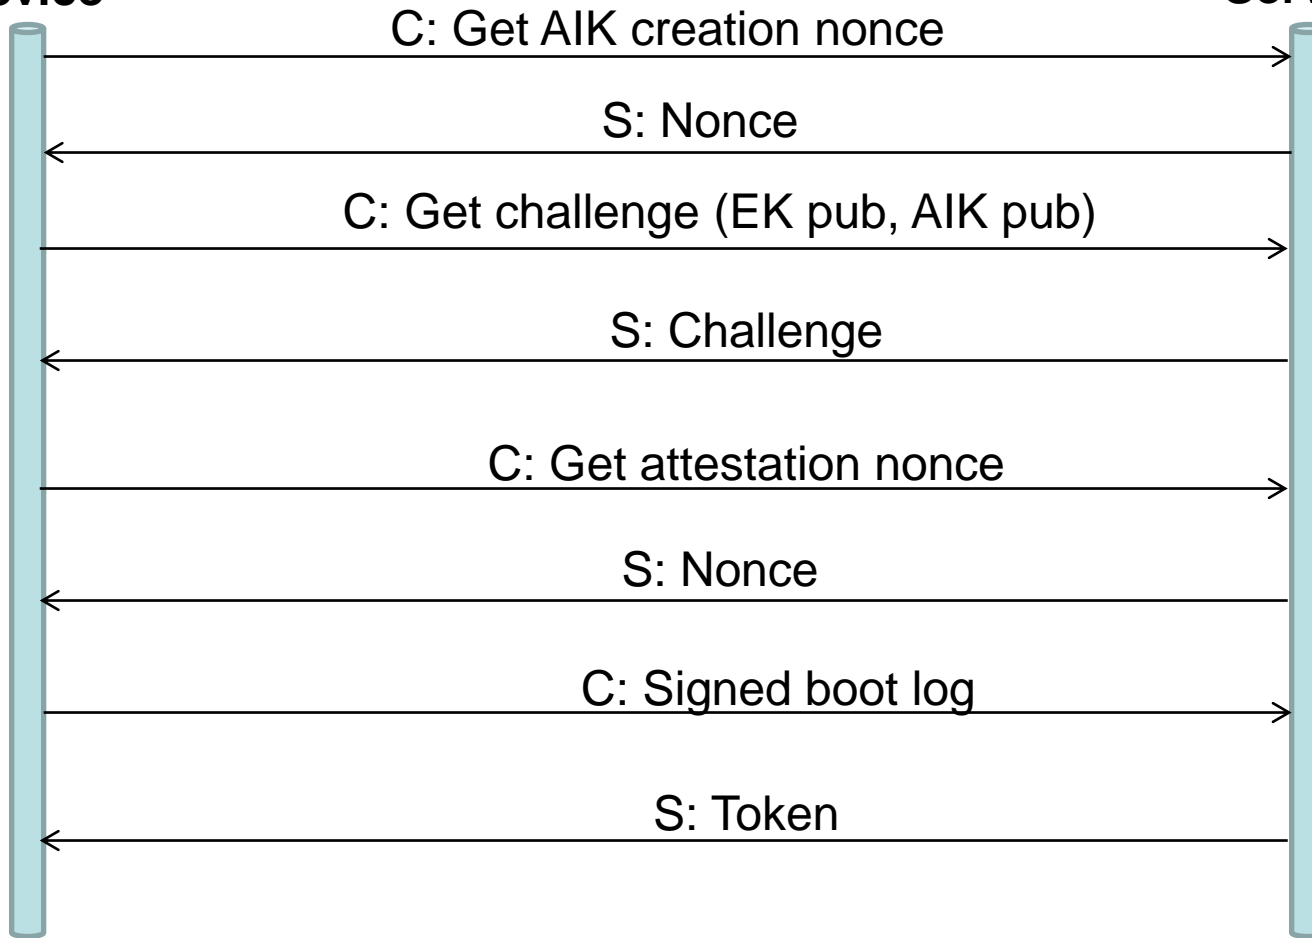 C: Get AIK creation nonce
S: Nonce
C: Get challenge (EK pub, AIK pub)
S: Challenge
C: Get attestation nonce
S: Nonce
C: Signed boot log
S: Token